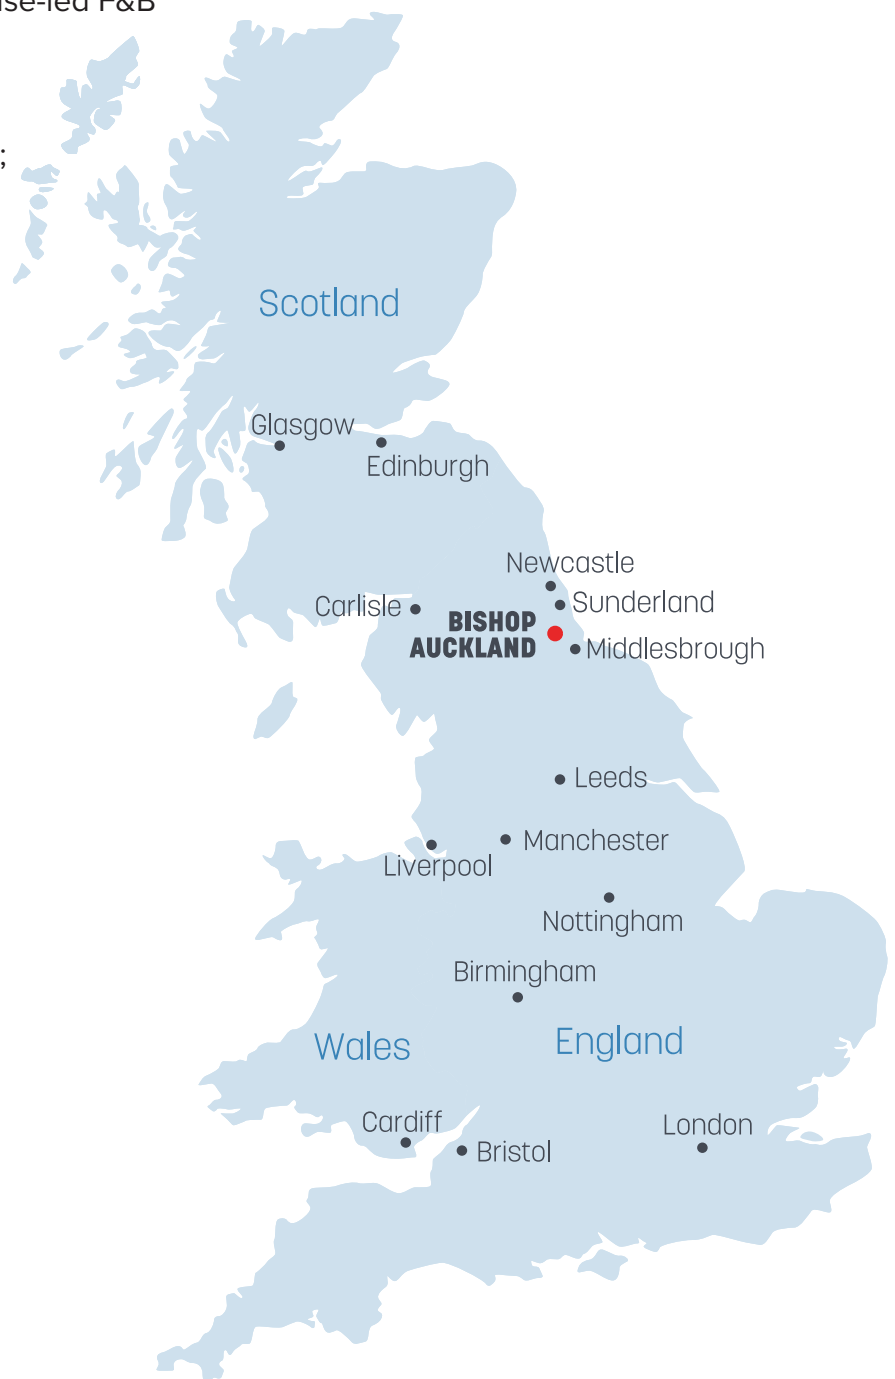 F&B
;
Scotland
Glasgow
Edinburgh
Newcastle
Carlisle
Sunderland
BISHOP
AUCKLAND
Middlesbrough
Leeds
Manchester
Liverpool
Nottingham
Birmingham
England
Wales
Cardiff
London
Bristol